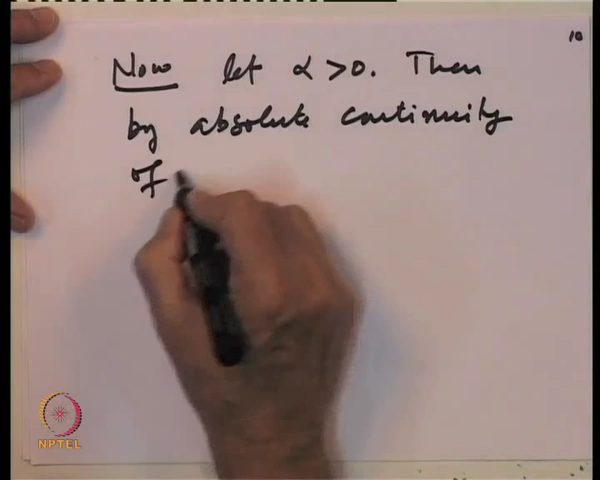 10
Now let α > 0. Then
by absolute continuity
of
NPTEL